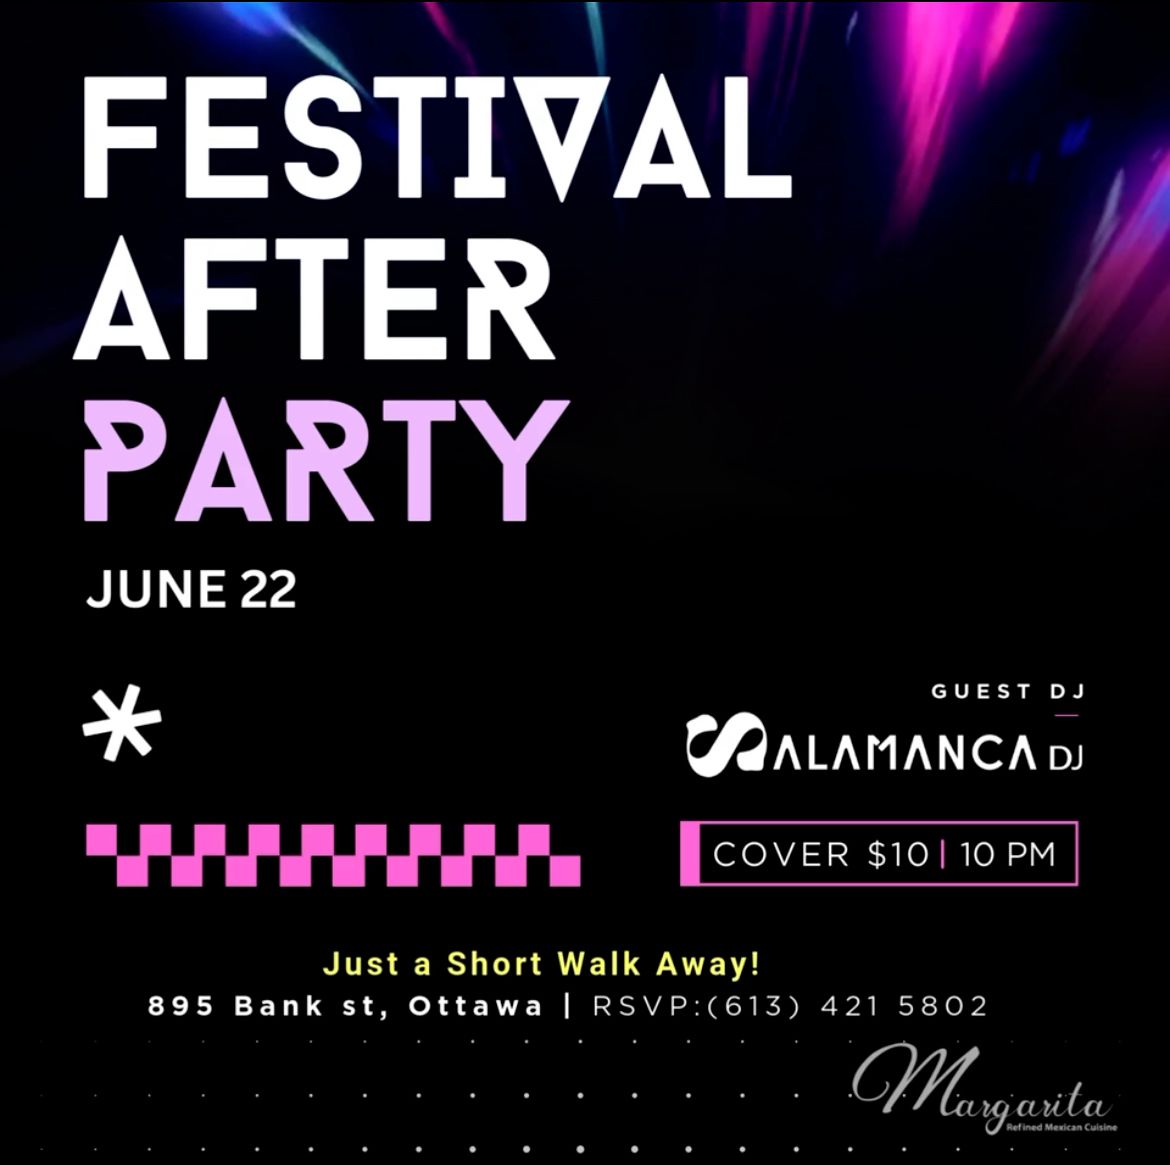 FESTIVAL
AFTER
PARTY
JUNE 22
GUEST DJ
SALAMANCA DJ
COVER $10 | 10 PM
Just a Short Walk Away!
895 Bank st, Ottawa | RSVP:(613) 421 5802
Margarita
Refined Mexican Cuisine